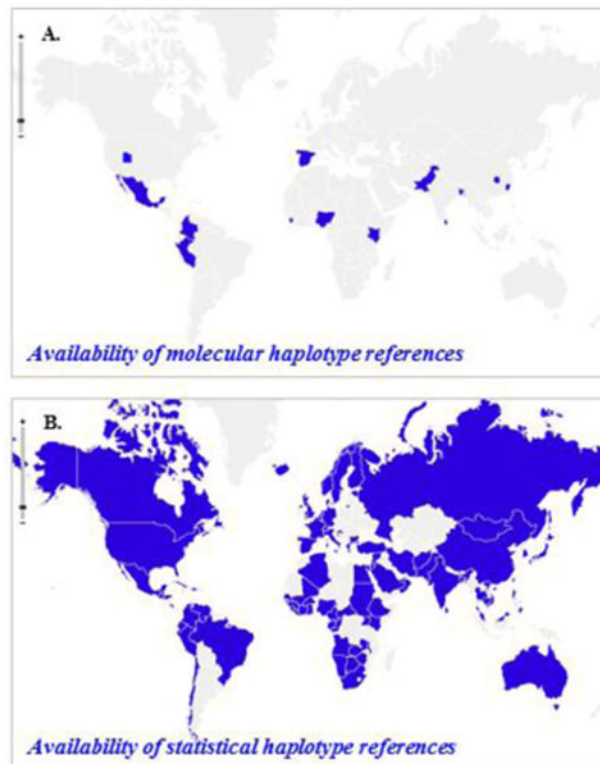 A.
Availability of molecular haplotype references
B.
Availability of statistical haplotype references